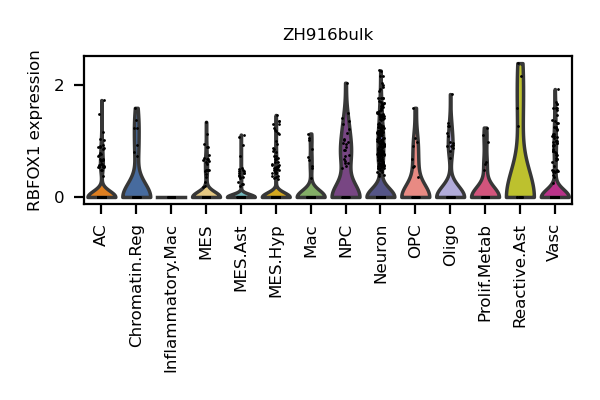 ZH916bulk
RBFOX1 expression
2
0
AC
Chromatin.Reg
Inflammatory.Mac
MES
MES.Ast
MES.Hyp
Mac
NPC
Neuron
OPC
Oligo
Prolif.Metab
Reactive.Ast
Vasc